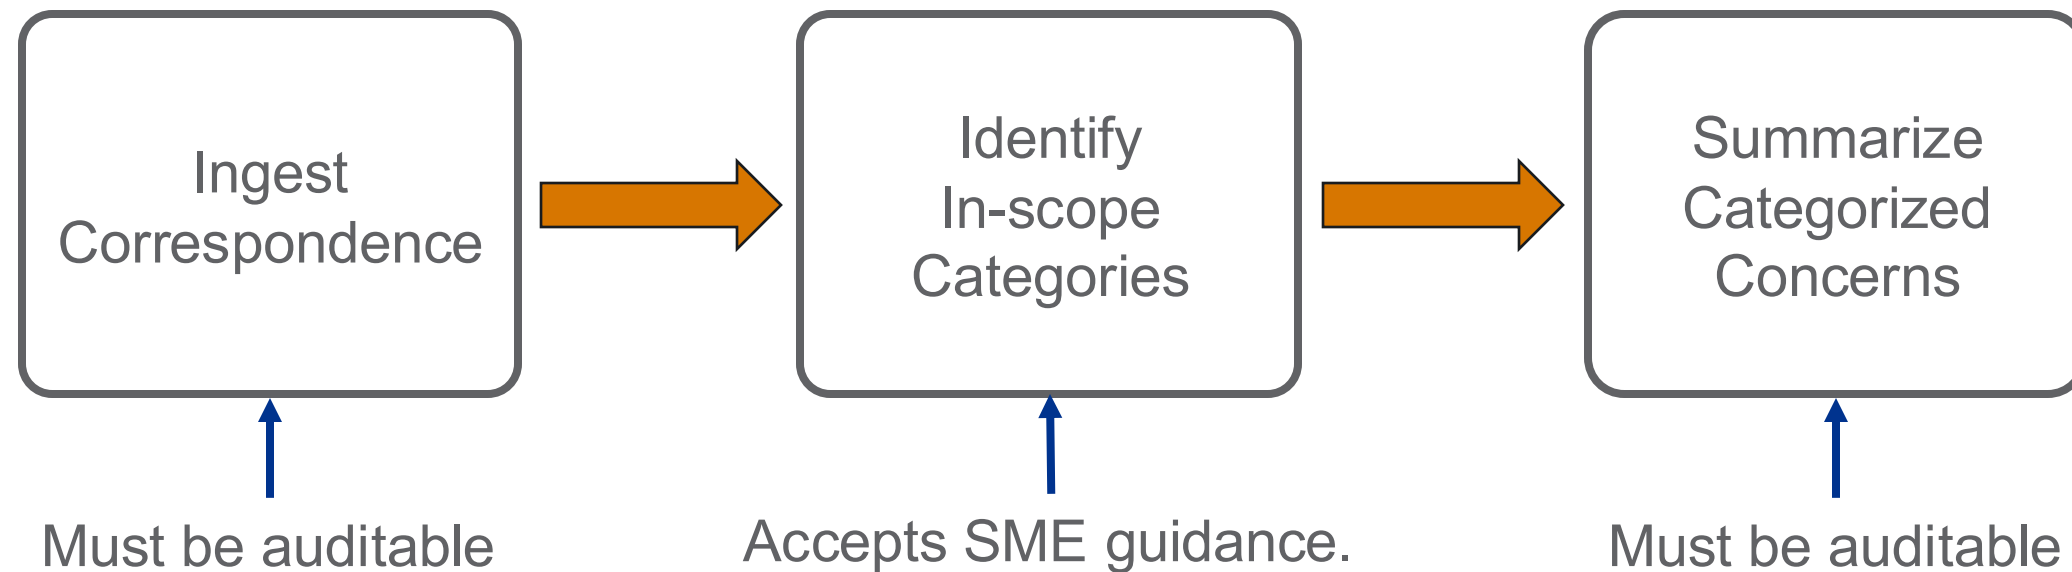 Ingest
Correspondence
Identify
In-scope
Categories
Summarize
Categorized
Concerns
Must be auditable
Accepts SME guidance.
Must be auditable